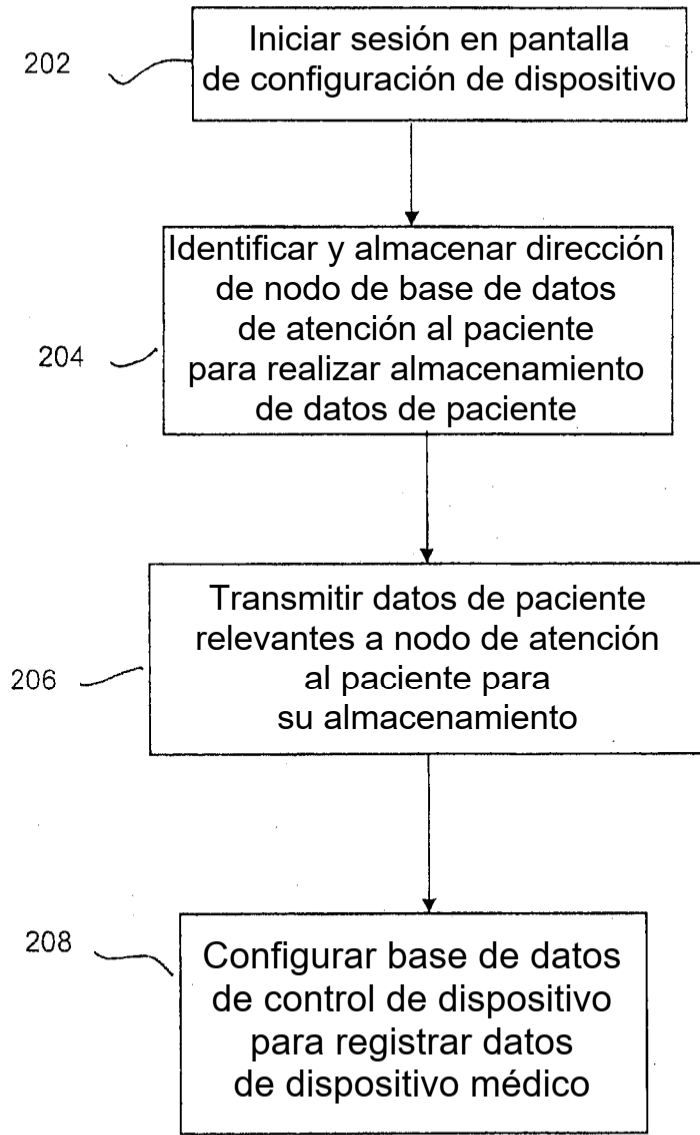 202
Iniciar sesión en pantalla
de configuración de dispositivo
204
Identificar y almacenar dirección
de nodo de base de datos
de atención al paciente
para realizar almacenamiento
de datos de paciente
206
Transmitir datos de paciente
relevantes a nodo de atención
al paciente para
su almacenamiento
208
Configurar base de datos
de control de dispositivo
para registrar datos
de dispositivo médico